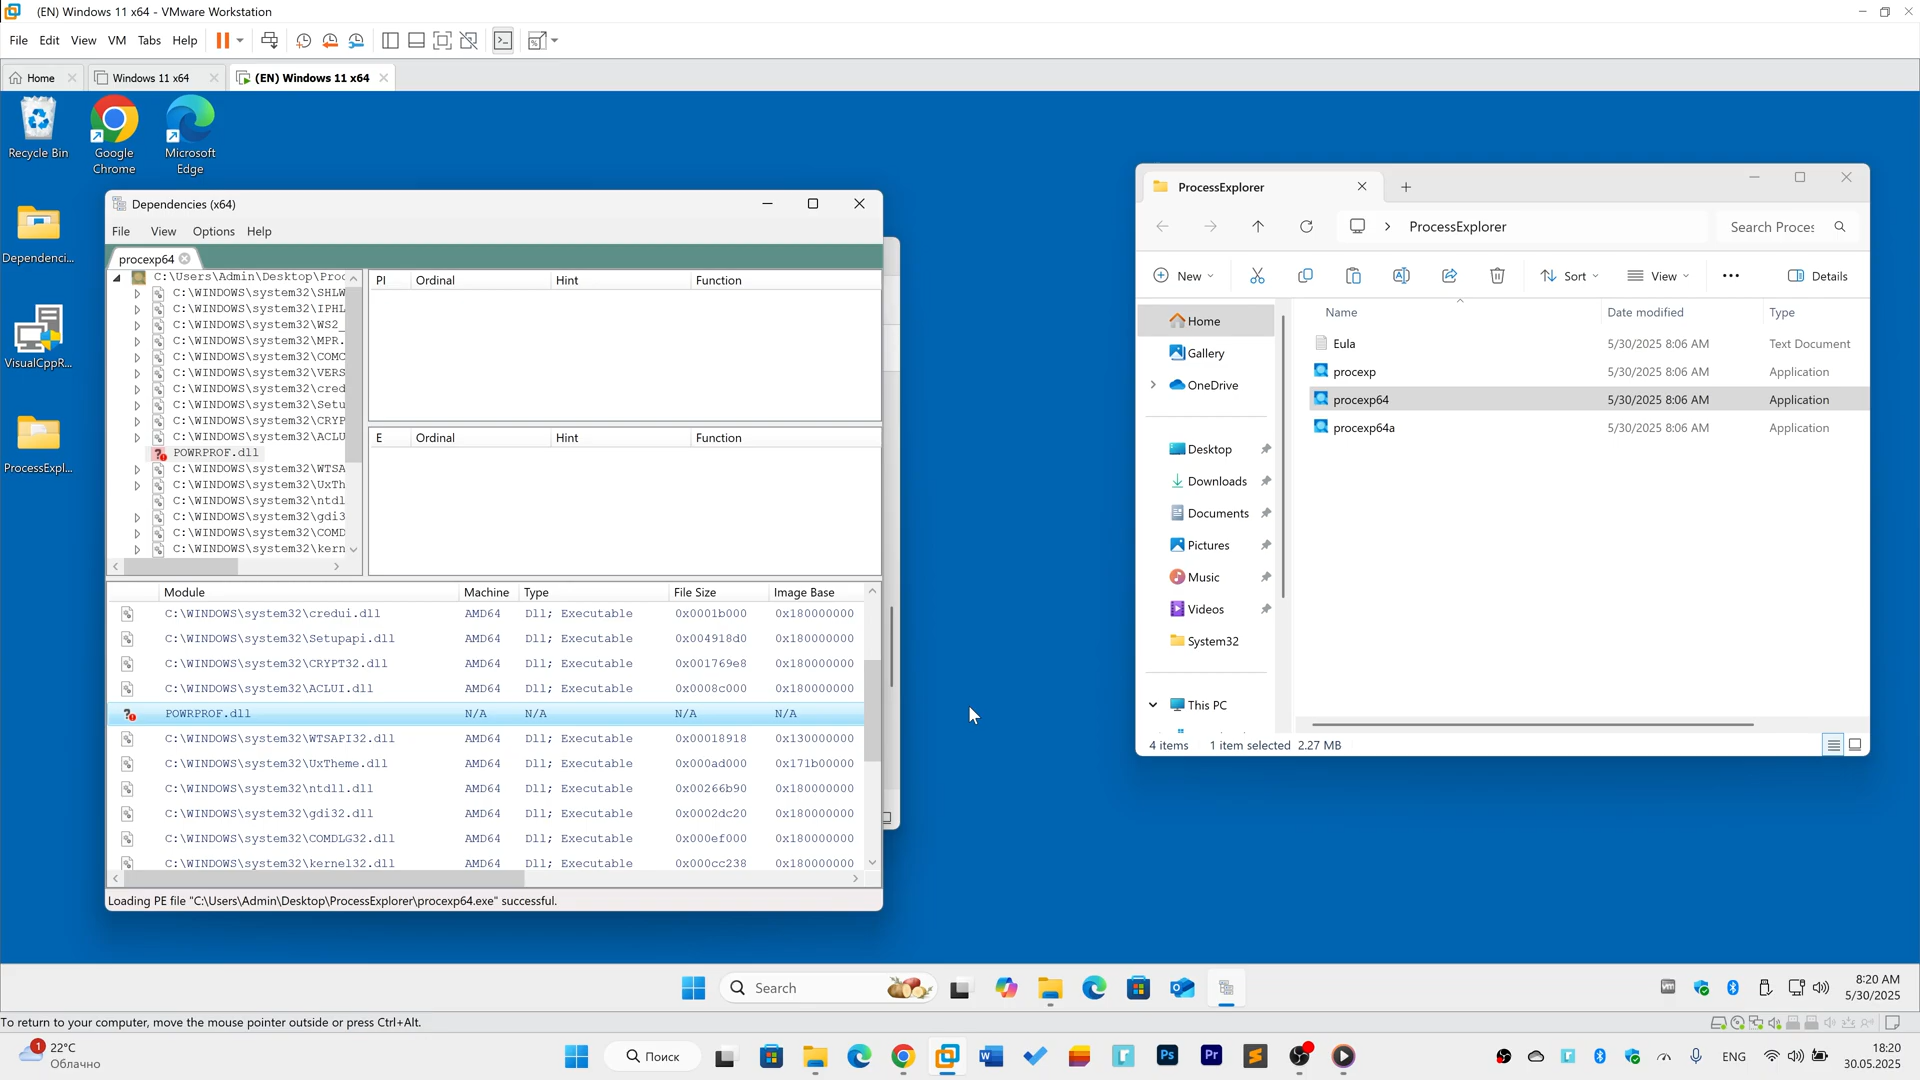 (EN) Windows 11 x64 - VMware Workstation
File Edit View VM Tabs Help
Home
Windows 11 x64
(EN) Windows 11 x64
Recycle Bin
Google Chrome
Microsoft Edge
Dependenci...
VisualCppR...
ProcessExpl...
Dependencies (x64)
File View Options Help
procexp64
C:\Users\Admin\Desktop\Proc
C:\WINDOWS\system32\SHLW
C:\WINDOWS\system32\IPHL
C:\WINDOWS\system32\WS2_
C:\WINDOWS\system32\MPR.
C:\WINDOWS\system32\COMC
C:\WINDOWS\system32\VERS
C:\WINDOWS\system32\cred
C:\WINDOWS\system32\Setu
C:\WINDOWS\system32\CRYP
C:\WINDOWS\system32\ACLU
POWRPROF.dll
C:\WINDOWS\system32\WTSA
C:\WINDOWS\system32\UxTh
C:\WINDOWS\system32\ntdl
C:\WINDOWS\system32\gdi3
C:\WINDOWS\system32\COMD
C:\WINDOWS\system32\kern
PI Ordinal Hint Function
E Ordinal Hint Function
Module Machine Type File Size Image Base
C:\WINDOWS\system32\credui.dll AMD64 Dll; Executable 0x0001b000 0x180000000
C:\WINDOWS\system32\Setupapi.dll AMD64 Dll; Executable 0x004918d0 0x180000000
C:\WINDOWS\system32\CRYPT32.dll AMD64 Dll; Executable 0x001769e8 0x180000000
C:\WINDOWS\system32\ACLUI.dll AMD64 Dll; Executable 0x0008c000 0x180000000
POWRPROF.dll N/A N/A N/A N/A
C:\WINDOWS\system32\WTSAPI32.dll AMD64 Dll; Executable 0x00018918 0x130000000
C:\WINDOWS\system32\UxTheme.dll AMD64 Dll; Executable 0x000ad000 0x171b00000
C:\WINDOWS\system32\ntdll.dll AMD64 Dll; Executable 0x00266b90 0x180000000
C:\WINDOWS\system32\gdi32.dll AMD64 Dll; Executable 0x0002dc20 0x180000000
C:\WINDOWS\system32\COMDLG32.dll AMD64 Dll; Executable 0x000ef000 0x180000000
C:\WINDOWS\system32\kernel32.dll AMD64 Dll; Executable 0x000cc238 0x180000000
Loading PE file "C:\Users\Admin\Desktop\ProcessExplorer\procexp64.exe" successful.
ProcessExplorer
ProcessExplorer
Search Proces
New Sort View Details
Home
Gallery
OneDrive
Desktop
Downloads
Documents
Pictures
Music
Videos
System32
This PC
Name Date modified Type
Eula 5/30/2025 8:06 AM Text Document
procexp 5/30/2025 8:06 AM Application
procexp64 5/30/2025 8:06 AM Application
procexp64a 5/30/2025 8:06 AM Application
4 items 1 item selected 2.27 MB
Search
8:20 AM
5/30/2025
To return to your computer, move the mouse pointer outside or press Ctrl+Alt.
1
22°C
Облачно
Поиск
ENG
18:20
30.05.2025